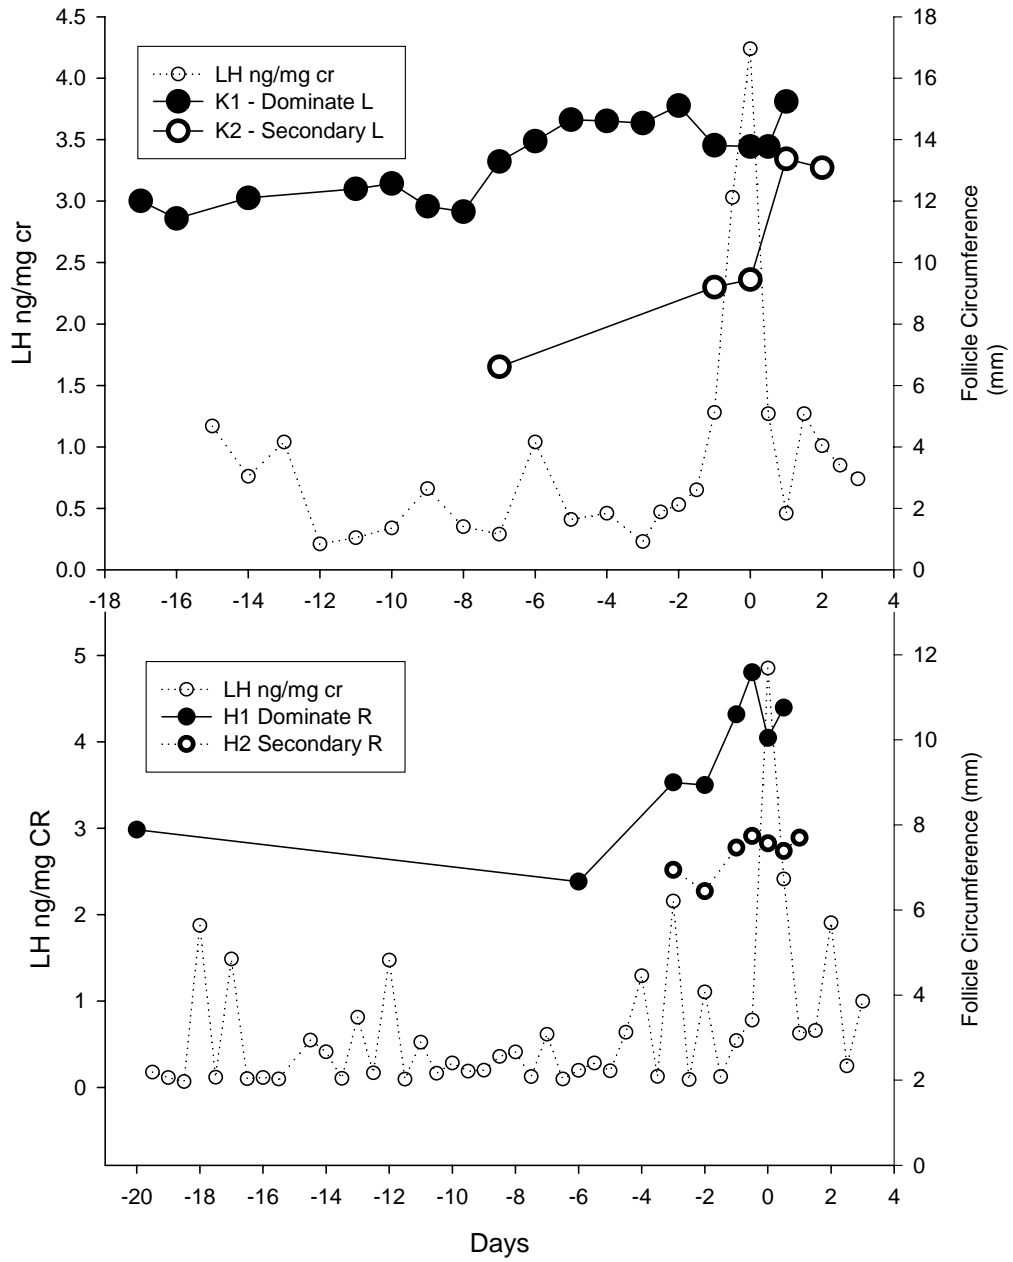 4.5
4.0
3.5
3.0
2.5
2.0
1.5
1.0
0.5
0.0
LH ng/mg cr
LH ng/mg cr
K1 - Dominate L
K2 - Secondary L
18
16
14
12
10
8
6
4
2
0
Follicle Circumference
(mm)
-18 -16 -14 -12 -10 -8 -6 -4 -2 0 2 4
5
4
3
2
1
0
LH ng/mg CR
LH ng/mg cr
H1 Dominate R
H2 Secondary R
12
10
8
6
4
2
0
Follicle Circumference (mm)
-20 -18 -16 -14 -12 -10 -8 -6 -4 -2 0 2 4
Days